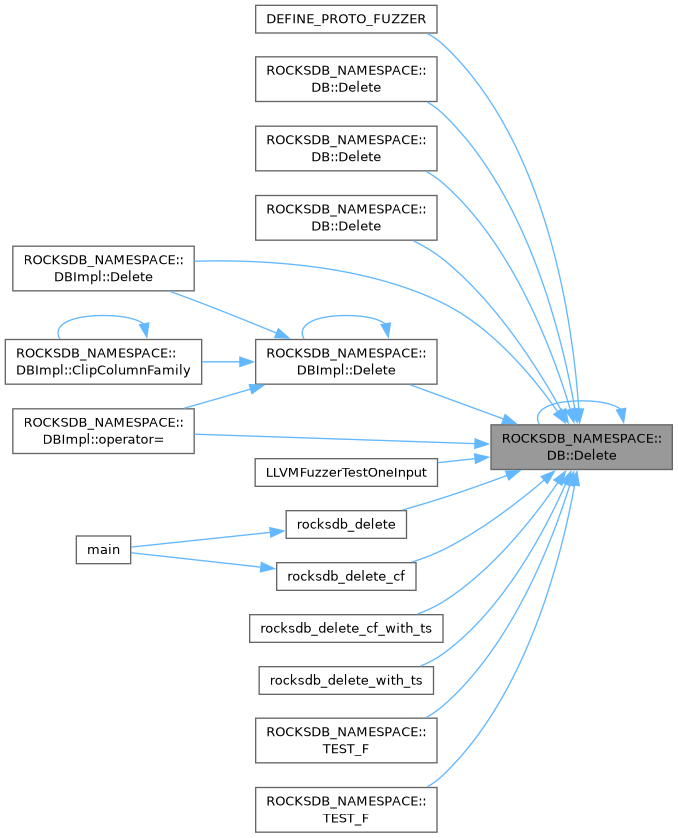 DEFINE_PROTO_FUZZER
ROCKSDB_NAMESPACE::
DB::Delete
ROCKSDB_NAMESPACE::
DB::Delete
ROCKSDB_NAMESPACE::
DB::Delete
ROCKSDB_NAMESPACE::
DBImpl::Delete
ROCKSDB_NAMESPACE::
DBImpl::ClipColumnFamily
ROCKSDB_NAMESPACE::
DBImpl::Delete
ROCKSDB_NAMESPACE::
DBImpl::operator=
ROCKSDB_NAMESPACE::
DB::Delete
LLVMFuzzerTestOneInput
rocksdb_delete
main
rocksdb_delete_cf
rocksdb_delete_cf_with_ts
rocksdb_delete_with_ts
ROCKSDB_NAMESPACE::
TEST_F
ROCKSDB_NAMESPACE::
TEST_F